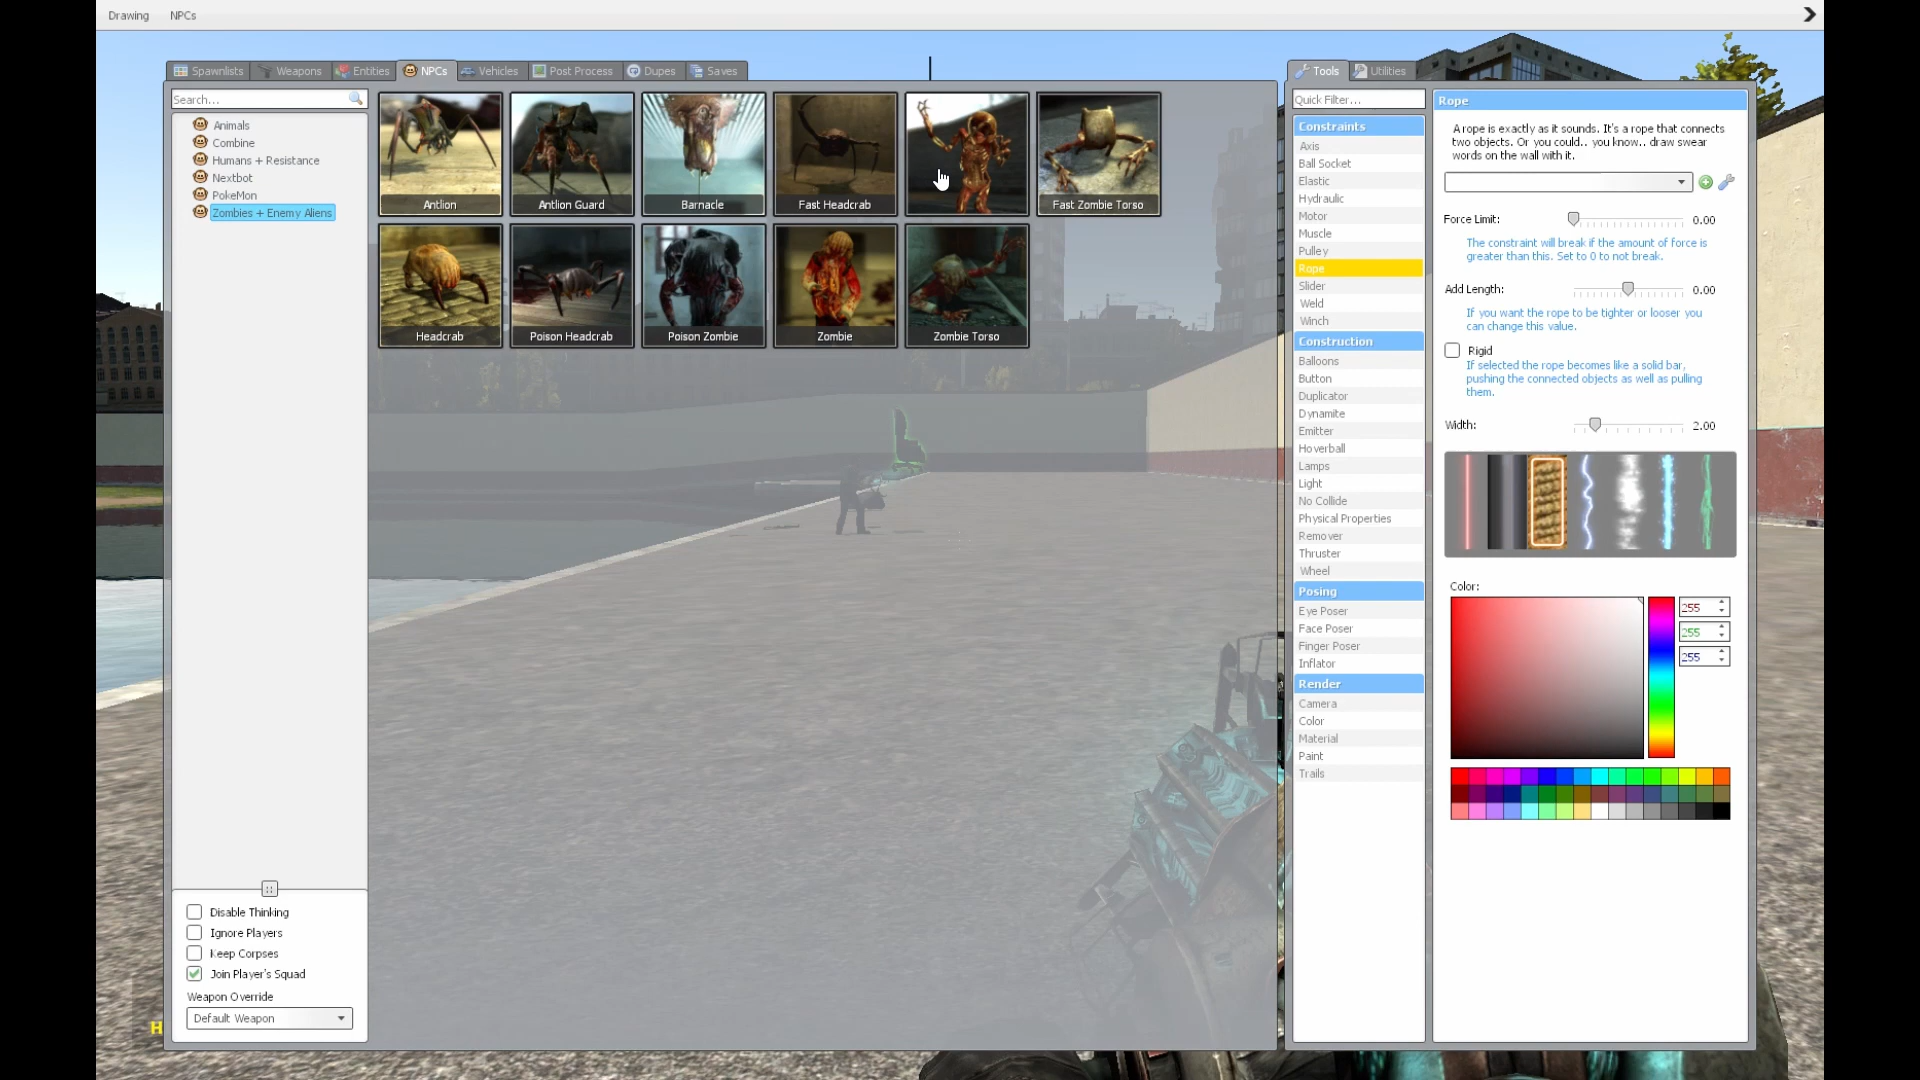 Drawing NPCs
Spawnlists Weapons Entities NPCs Vehicles Post Process Dupes Saves
Search...
Animals
Combine
Humans + Resistance
Nextbot
PokeMon
Zombies + Enemy Aliens
Antlion
Antlion Guard
Barnacle
Fast Headcrab
Fast Zombie Torso
Headcrab
Poison Headcrab
Poison Zombie
Zombie
Zombie Torso
Disable Thinking
Ignore Players
Keep Corpses
Join Player's Squad
Weapon Override
Default Weapon
H
Tools Utilities
Quick Filter...
Constraints
Axis
Ball Socket
Elastic
Hydraulic
Motor
Muscle
Pulley
Rope
Slider
Weld
Winch
Construction
Balloons
Button
Duplicator
Dynamite
Emitter
Hoverball
Lamps
Light
No Collide
Physical Properties
Remover
Thruster
Wheel
Posing
Eye Poser
Face Poser
Finger Poser
Inflator
Render
Camera
Color
Material
Paint
Trails
Rope
A rope is exactly as it sounds. It's a rope that connects
two objects. Or you could.. you know.. draw swear
words on the wall with it.
Force Limit: 0.00
The constraint will break if the amount of force is
greater than this. Set to 0 to not break.
Add Length: 0.00
If you want the rope to be tighter or looser you
can change this value.
Rigid
If selected the rope becomes like a solid bar,
pushing the connected objects as well as pulling
them.
Width: 2.00
Color:
255
255
255